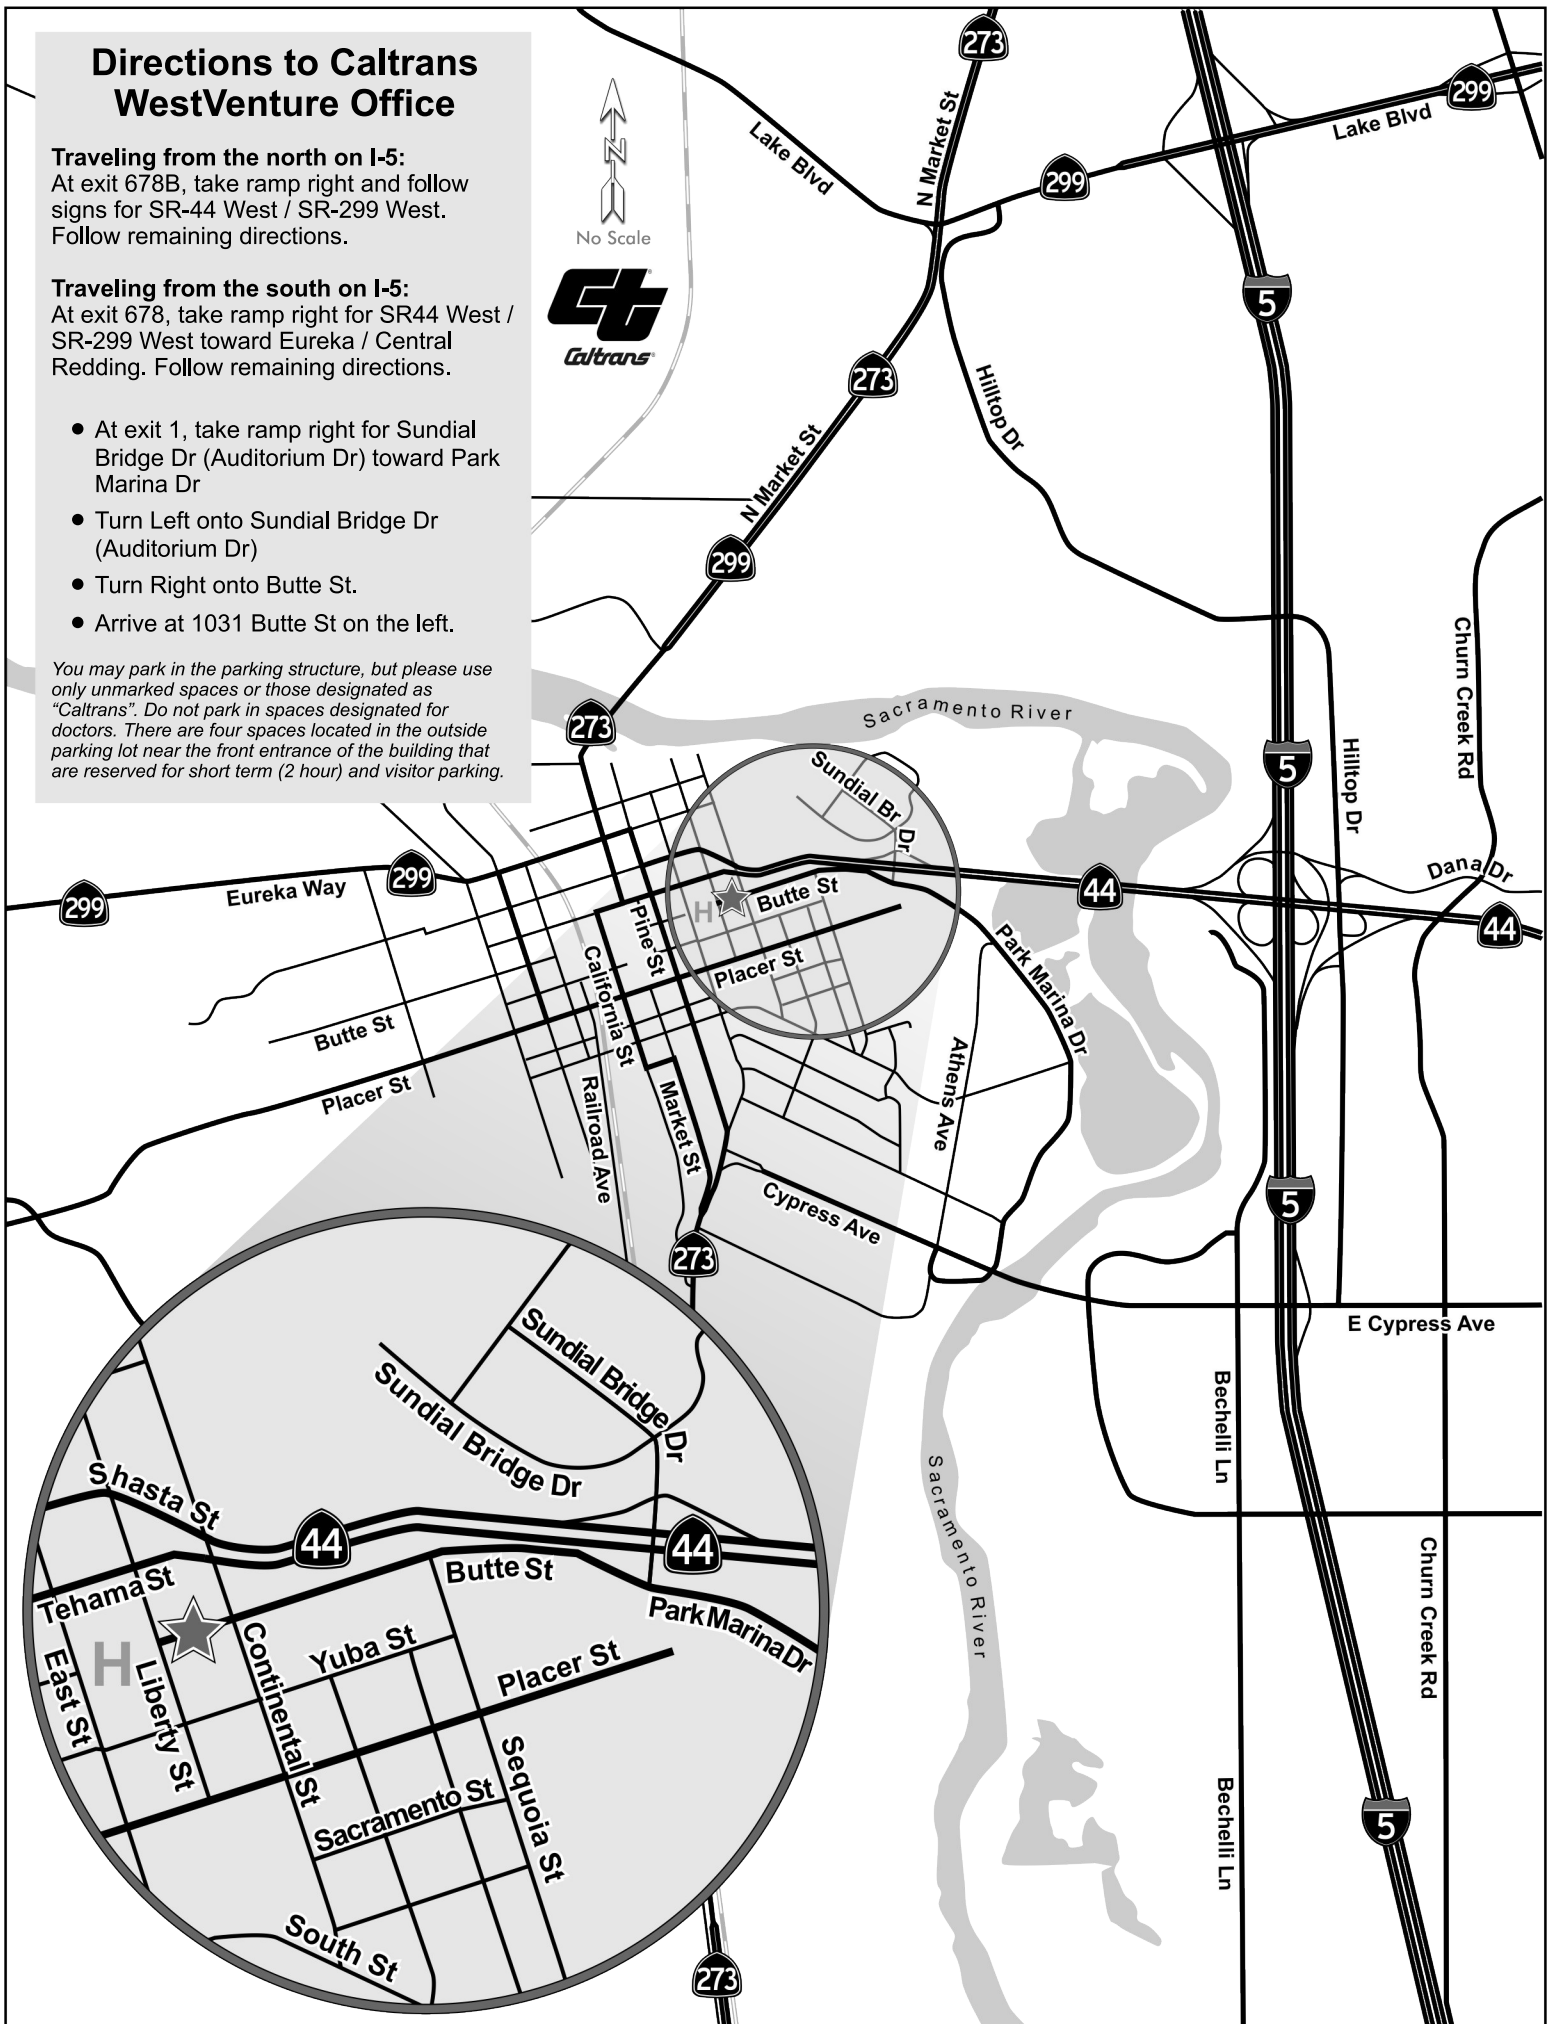 Directions to Caltrans
WestVenture Office
Traveling from the north on I-5:
At exit 678B, take ramp right and follow
signs for SR-44 West / SR-299 West.
Follow remaining directions.
Traveling from the south on I-5:
At exit 678, take ramp right for SR44 West /
SR-299 West toward Eureka / Central
Redding. Follow remaining directions.
● At exit 1, take ramp right for Sundial
Bridge Dr (Auditorium Dr) toward Park
Marina Dr
● Turn Left onto Sundial Bridge Dr
(Auditorium Dr)
● Turn Right onto Butte St.
● Arrive at 1031 Butte St on the left.
You may park in the parking structure, but please use
only unmarked spaces or those designated as
“Caltrans”. Do not park in spaces designated for
doctors. There are four spaces located in the outside
parking lot near the front entrance of the building that
are reserved for short term (2 hour) and visitor parking.
N
No Scale
Caltrans
273
299
Lake Blvd
Lake Blvd
N Market St
299
5
273
Hilltop Dr
N Market St
299
Churn Creek Rd
Sacramento River
273
5
Hilltop Dr
Sundial Br Dr
299
Eureka Way
299
Dana Dr
44
44
H
Butte St
Pine St
California St
Placer St
Park Marina Dr
Butte St
Placer St
Railroad Ave
Market St
Athens Ave
Cypress Ave
5
273
E Cypress Ave
Bechelli Ln
Sundial Bridge Dr
Sundial Bridge Dr
Shasta St
44
44
Tehama St
Butte St
Park Marina Dr
H
East St
Liberty St
Continental St
Yuba St
Placer St
Sequoia St
Sacramento St
South St
Sacramento River
Churn Creek Rd
Bechelli Ln
5
273